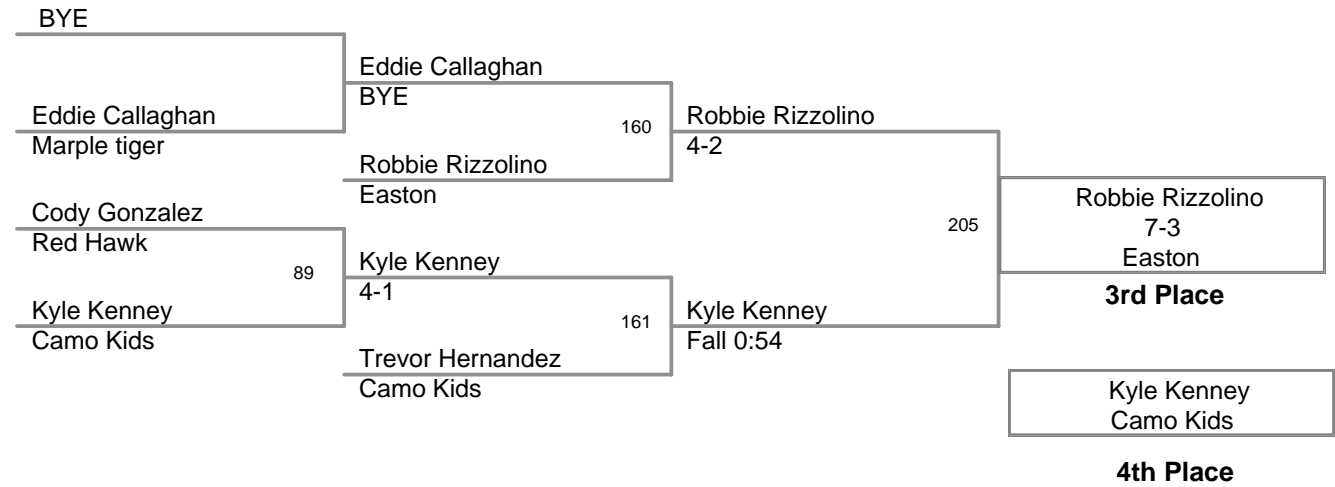 BYE
Eddie Callaghan
Marple tiger
Cody Gonzalez
Red Hawk
89
Kyle Kenney
Camo Kids
Eddie Callaghan
BYE
160
Robbie Rizzolino
Easton
Kyle Kenney
4-1
161
Trevor Hernandez
Camo Kids
Robbie Rizzolino
4-2
205
Kyle Kenney
Fall 0:54
Robbie Rizzolino
7-3
Easton
3rd Place
Kyle Kenney
Camo Kids
4th Place